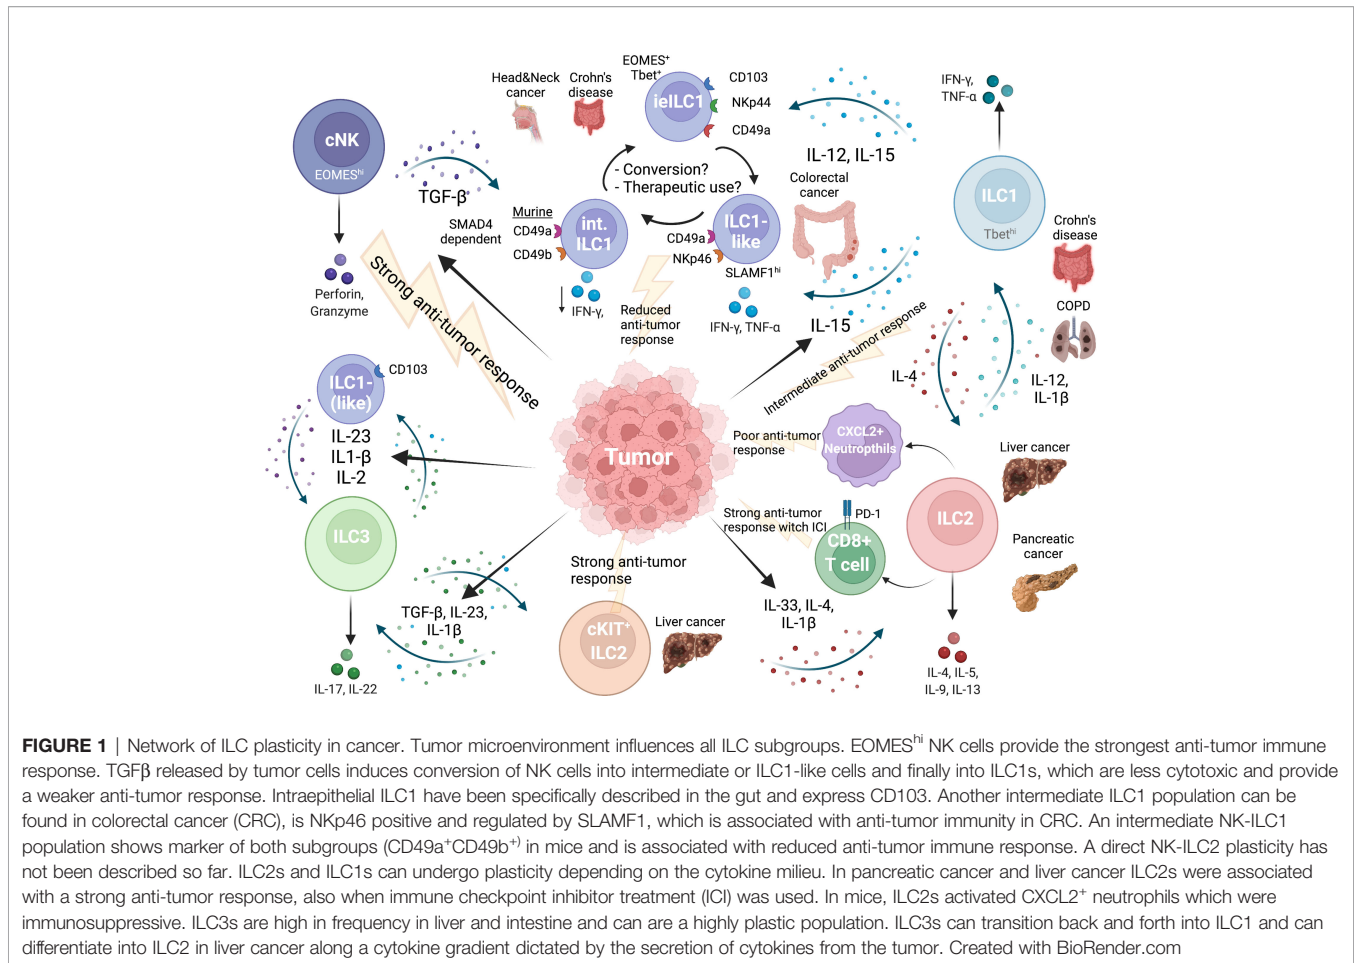 EOMES⁺
Tbet⁺
Head&Neck
cancer
Crohn's
disease
ieILC1
CD103
NKp44
CD49a
IL-12, IL-15
IFN-γ,
TNF-α
cNK
EOMEShi
TGF-β
Perforin,
Granzyme
SMAD4
dependent
- Conversion?
- Therapeutic use?
Murine
CD49a
CD49b
int.
ILC1
IFN-γ,
ILC1-
like
CD49a
NKp46
SLAMF1hi
IFN-γ, TNF-α
Colorectal
cancer
IL-15
ILC1
Tbethi
Crohn's
disease
COPD
IL-4
IL-12,
IL-1β
Strong anti-tumor response
Reduced
anti-tumor
response
Intermediate anti-tumor response
ILC1-
(like)
CD103
IL-23
IL1-β
IL-2
ILC3
IL-17, IL-22
Tumor
Poor anti-tumor
response
CXCL2+
Neutropthils
Strong anti-tumor
response witch ICI
PD-1
CD8+
T cell
ILC2
Liver cancer
Pancreatic
cancer
IL-4, IL-5,
IL-9, IL-13
IL-33, IL-4,
IL-1β
TGF-β, IL-23,
IL-1β
Strong anti-tumor
response
cKIT⁺
ILC2
Liver cancer
FIGURE 1 | Network of ILC plasticity in cancer. Tumor microenvironment influences all ILC subgroups. EOMEShi NK cells provide the strongest anti-tumor immune
response. TGFβ released by tumor cells induces conversion of NK cells into intermediate or ILC1-like cells and finally into ILC1s, which are less cytotoxic and provide
a weaker anti-tumor response. Intraepithelial ILC1 have been specifically described in the gut and express CD103. Another intermediate ILC1 population can be
found in colorectal cancer (CRC), is NKp46 positive and regulated by SLAMF1, which is associated with anti-tumor immunity in CRC. An intermediate NK-ILC1
population shows marker of both subgroups (CD49a⁺CD49b⁺⁾ in mice and is associated with reduced anti-tumor immune response. A direct NK-ILC2 plasticity has
not been described so far. ILC2s and ILC1s can undergo plasticity depending on the cytokine milieu. In pancreatic cancer and liver cancer ILC2s were associated
with a strong anti-tumor response, also when immune checkpoint inhibitor treatment (ICI) was used. In mice, ILC2s activated CXCL2⁺ neutrophils which were
immunosuppressive. ILC3s are high in frequency in liver and intestine and can are a highly plastic population. ILC3s can transition back and forth into ILC1 and can
differentiate into ILC2 in liver cancer along a cytokine gradient dictated by the secretion of cytokines from the tumor. Created with BioRender.com